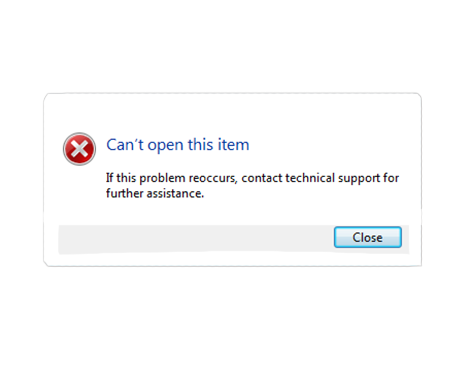 Can't open this item
If this problem reoccurs, contact technical support for
further assistance.
Close